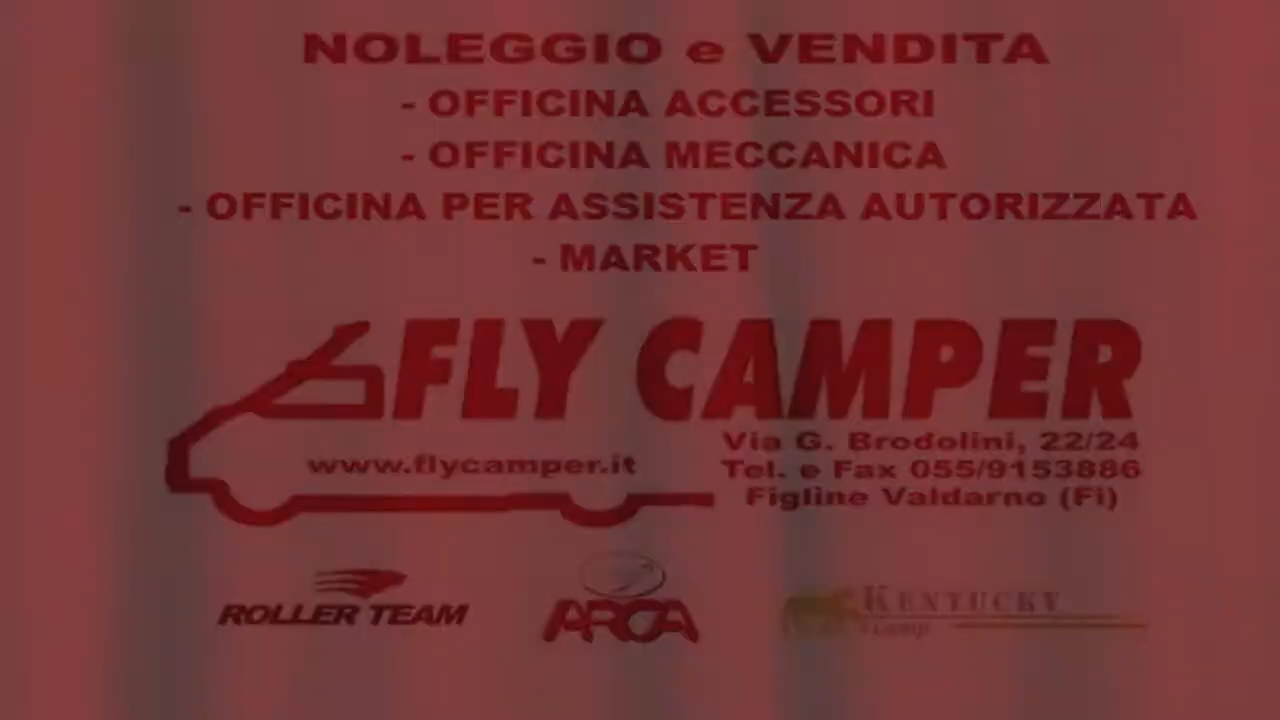 NOLEGGIO e VENDITA
- OFFICINA ACCESSORI
- OFFICINA MECCANICA
- OFFICINA PER ASSISTENZA AUTORIZZATA
- MARKET
FLY CAMPER
www.flycamper.it
Via G. Brodolini, 22/24
Tel. e Fax 055/9153886
Figline Valdarno (Fi)
ROLLER TEAM
ARCA
KENTUCKY
Camp